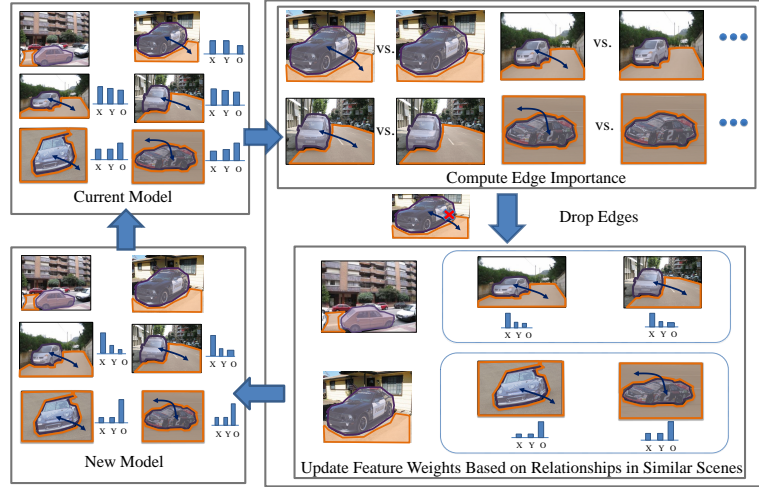 X Y O
X Y O
X Y O
X Y O
X Y O
Current Model
vs.
vs.
vs.
vs.
Compute Edge Importance
Drop Edges
X Y O
X Y O
X Y O
X Y O
New Model
X Y O
X Y O
X Y O
X Y O
Update Feature Weights Based on Relationships in Similar Scenes